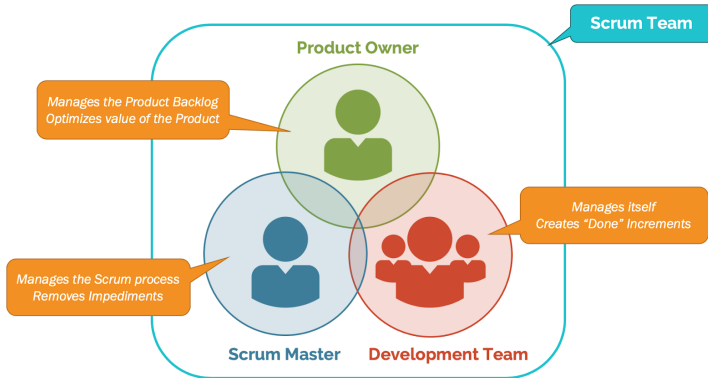 Scrum Team
Product Owner
Manages the Product Backlog
Optimizes value of the Product
Manages itself
Creates “Done” Increments
Manages the Scrum process
Removes Impediments
Scrum Master
Development Team